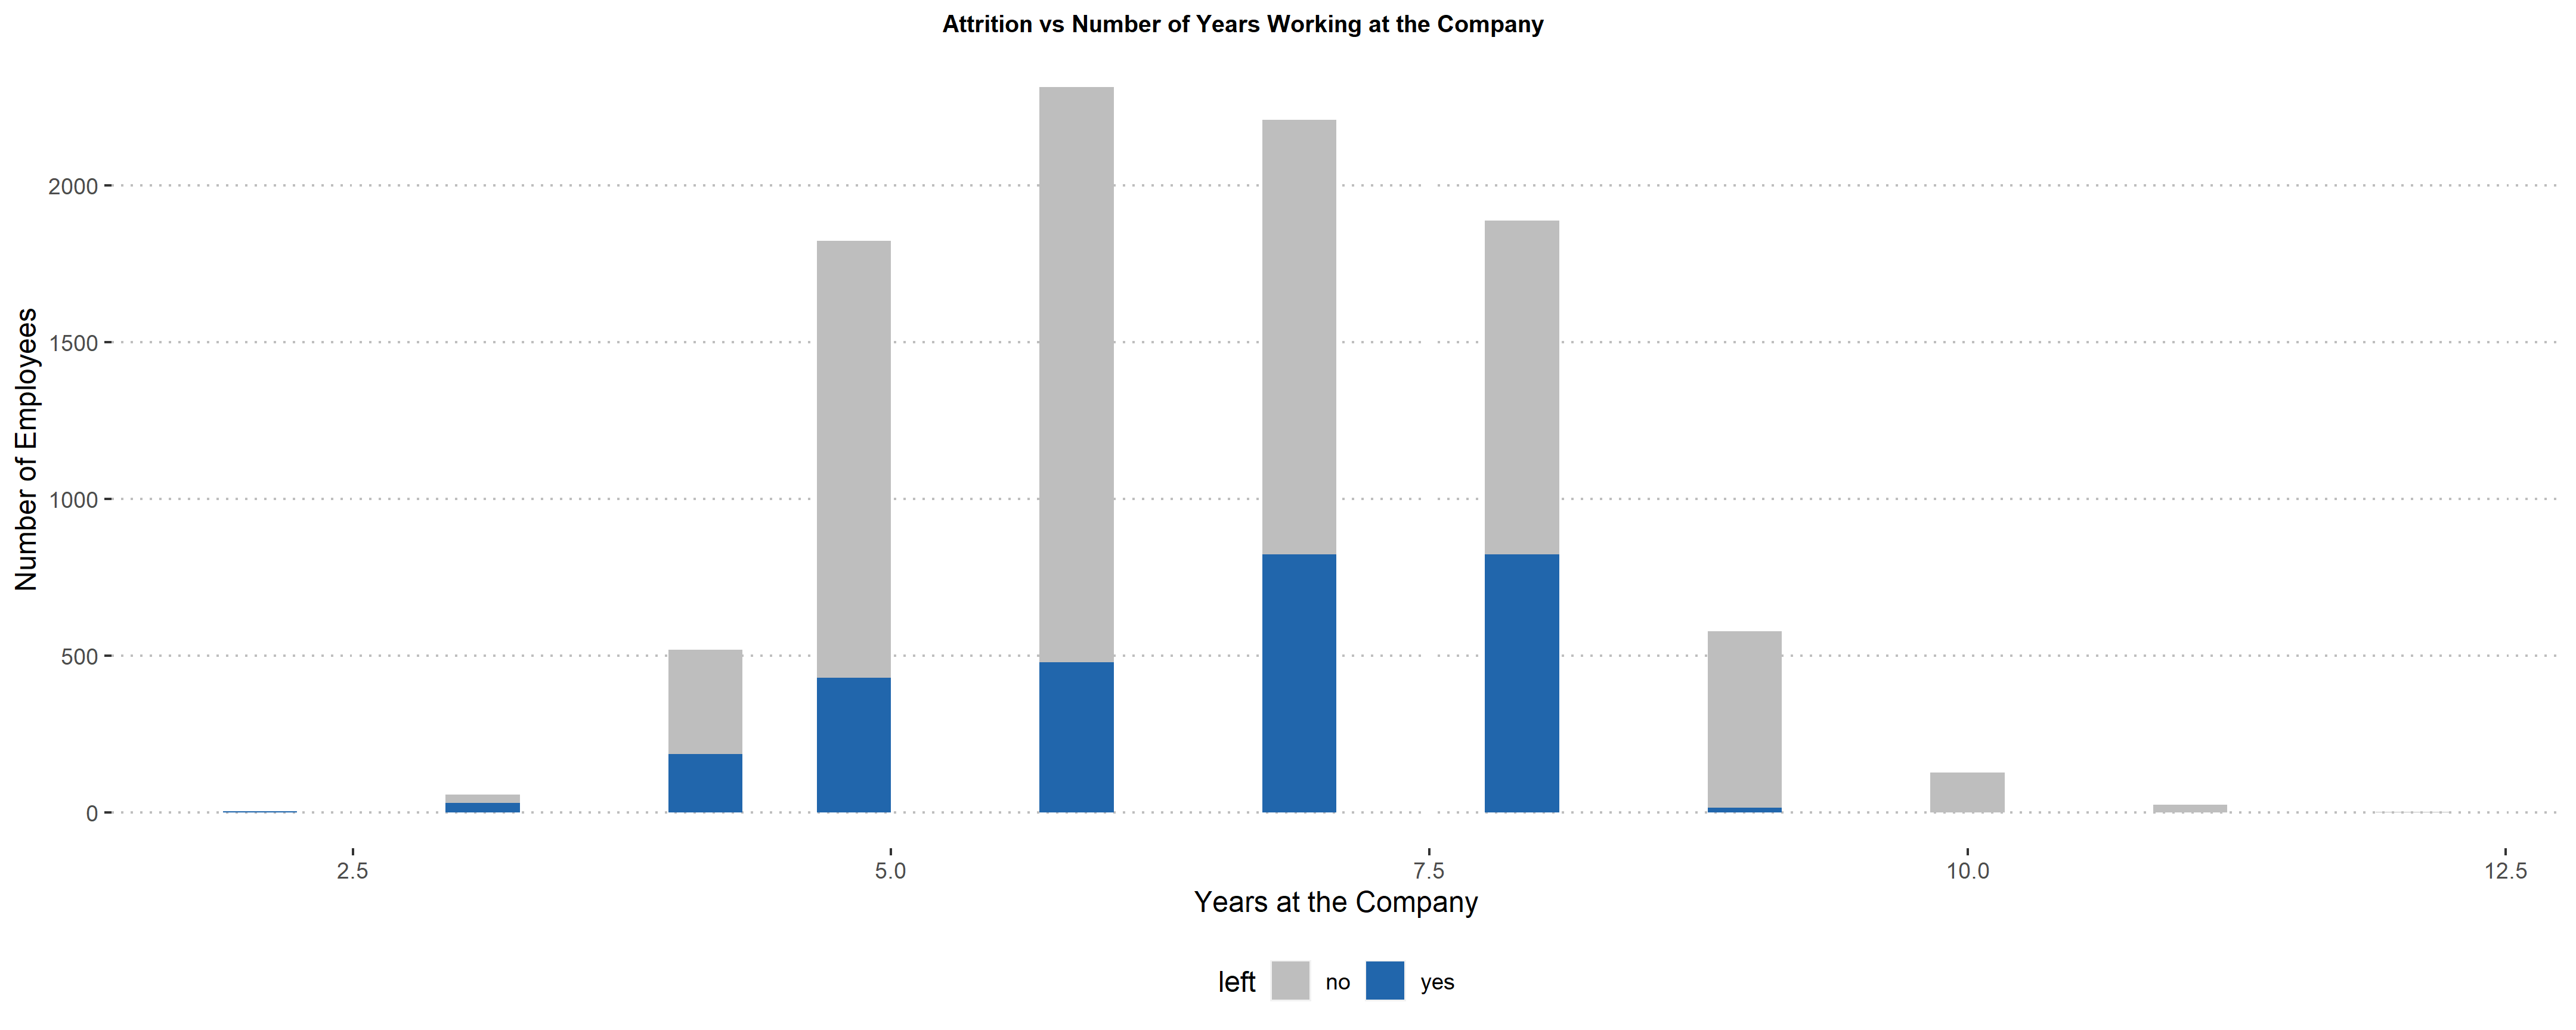 Attrition vs Number of Years Working at the Company
Number of Employees
2000
1500
1000
500
0
2.5 5.0 7.5 10.0 12.5
Years at the Company
left no yes